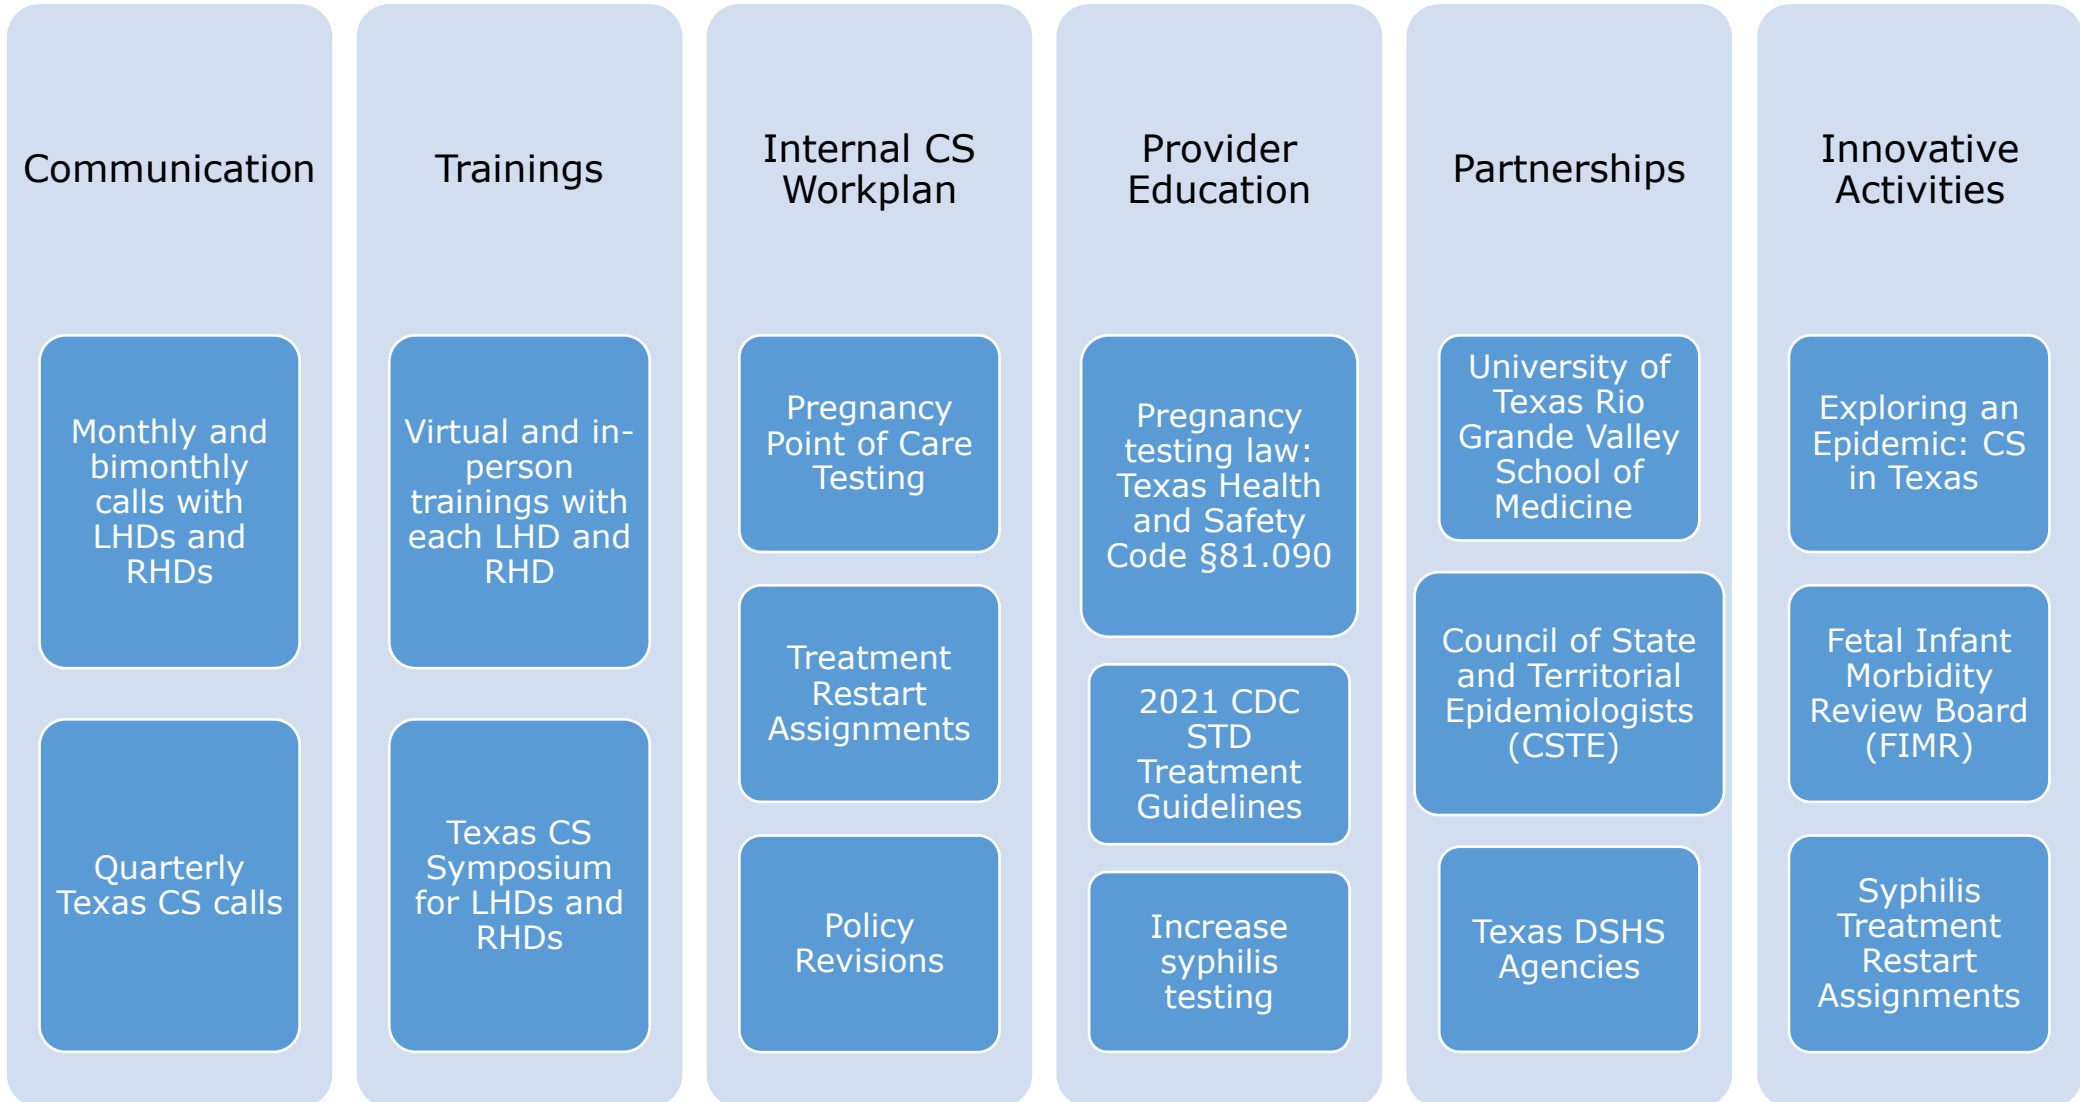 Communication
Monthly and
bimonthly
calls with
LHDs and
RHDs
Quarterly
Texas CS calls
Trainings
Virtual and in-
person
trainings with
each LHD and
RHD
Texas CS
Symposium
for LHDs and
RHDs
Internal CS
Workplan
Pregnancy
Point of Care
Testing
Treatment
Restart
Assignments
Policy
Revisions
Provider
Education
Pregnancy
testing law:
Texas Health
and Safety
Code §81.090
2021 CDC
STD
Treatment
Guidelines
Increase
syphilis
testing
Partnerships
University of
Texas Rio
Grande Valley
School of
Medicine
Council of State
and Territorial
Epidemiologists
(CSTE)
Texas DSHS
Agencies
Innovative
Activities
Exploring an
Epidemic: CS
in Texas
Fetal Infant
Morbidity
Review Board
(FIMR)
Syphilis
Treatment
Restart
Assignments